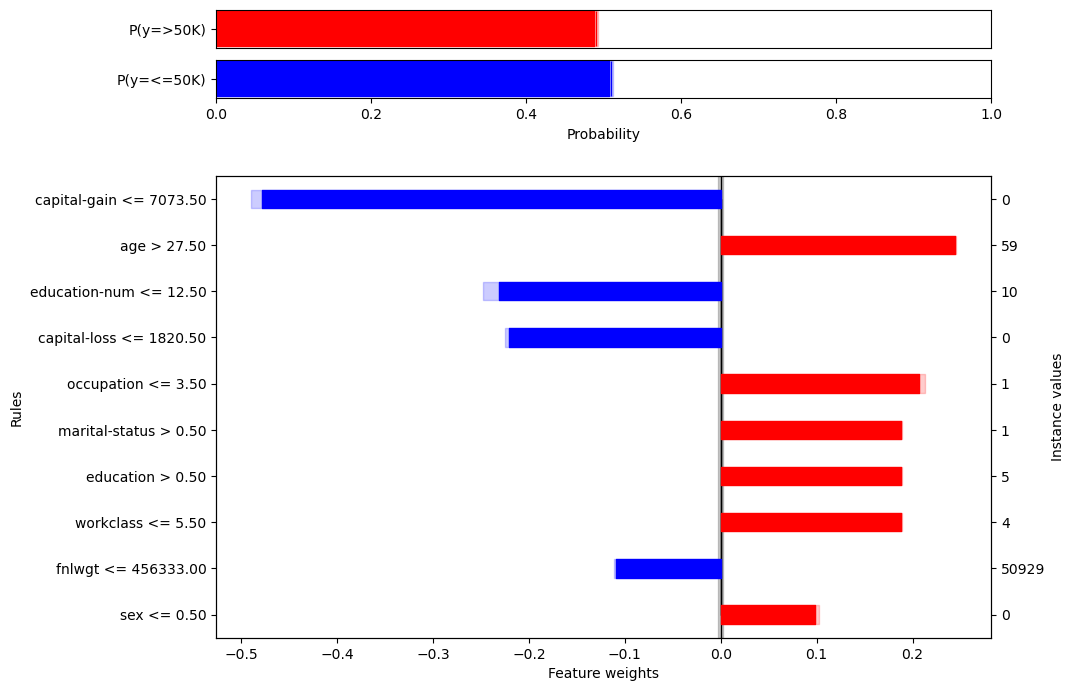 P(y=>50K)
P(y=<=50K)
0.0 0.2 0.4 0.6 0.8 1.0
Probability
capital-gain <= 7073.50 0
age > 27.50 59
education-num <= 12.50 10
capital-loss <= 1820.50 0
occupation <= 3.50 1
Rules
Instance values
marital-status > 0.50 1
education > 0.50 5
workclass <= 5.50 4
fnlwgt <= 456333.00 50929
sex <= 0.50 0
−0.5 −0.4 −0.3 −0.2 −0.1 0.0 0.1 0.2
Feature weights